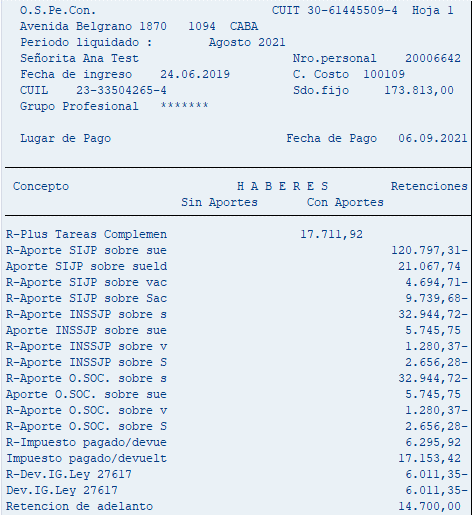 O.S.Pe.Con. CUIT 30-61445509-4 Hoja 1
Avenida Belgrano 1870 1094 CABA
Periodo liquidado : Agosto 2021
Señorita Ana Test Nro.personal 20006642
Fecha de ingreso 24.06.2019 C. Costo 100109
CUIL 23-33504265-4 Sdo.fijo 173.813,00
Grupo Profesional *******
Lugar de Pago Fecha de Pago 06.09.2021
Concepto H A B E R E S Retenciones
Sin Aportes Con Aportes
R-Plus Tareas Complemen 17.711,92
R-Aporte SIJP sobre sue 120.797,31-
Aporte SIJP sobre sueld 21.067,74
R-Aporte SIJP sobre vac 4.694,71-
R-Aporte SIJP sobre Sac 9.739,68-
R-Aporte INSSJP sobre s 32.944,72-
Aporte INSSJP sobre sue 5.745,75
R-Aporte INSSJP sobre v 1.280,37-
R-Aporte INSSJP sobre S 2.656,28-
R-Aporte O.SOC. sobre s 32.944,72-
Aporte O.SOC. sobre sue 5.745,75
R-Aporte O.SOC. sobre v 1.280,37-
R-Aporte O.SOC. sobre S 2.656,28-
R-Impuesto pagado/devue 6.295,92
Impuesto pagado/devuelt 17.153,42
R-Dev.IG.Ley 27617 6.011,35-
Dev.IG.Ley 27617 6.011,35-
Retencion de adelanto 14.700,00